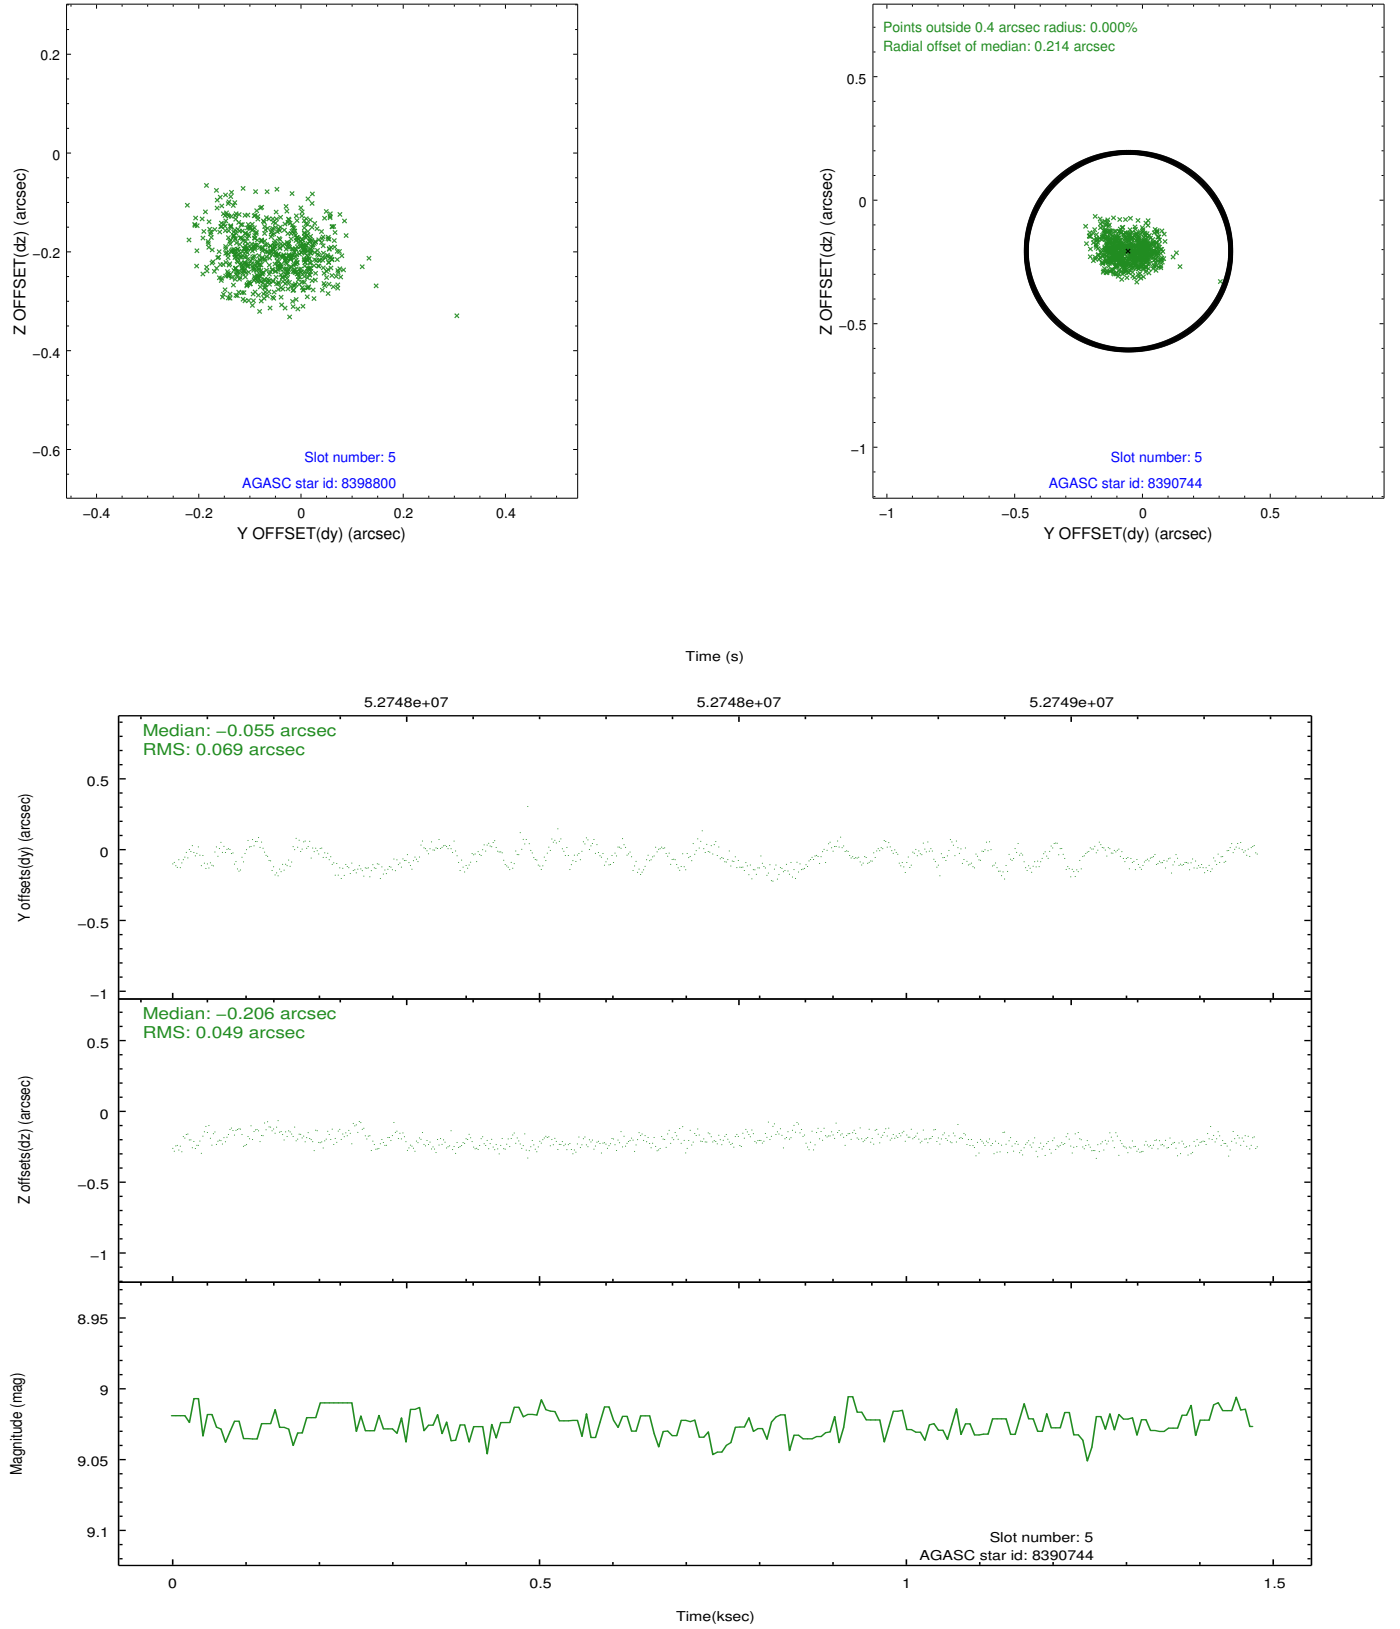 0.2
0
−0.2
−0.4
−0.6
Z OFFSET(dz) (arcsec)
Slot number: 5
AGASC star id: 8398800
−0.4 −0.2 0 0.2 0.4
Y OFFSET(dy) (arcsec)
Points outside 0.4 arcsec radius: 0.000%
Radial offset of median: 0.214 arcsec
0.5
0
−0.5
−1
Z OFFSET(dz) (arcsec)
Slot number: 5
AGASC star id: 8390744
−1 −0.5 0 0.5
Y OFFSET(dy) (arcsec)
Time (s)
5.2748e+07 5.2748e+07 5.2749e+07
Median: −0.055 arcsec
RMS: 0.069 arcsec
0.5
0
−0.5
−1
Y offsets(dy) (arcsec)
Median: −0.206 arcsec
RMS: 0.049 arcsec
0.5
0
−0.5
−1
Z offsets(dz) (arcsec)
8.95
9
9.05
9.1
Magnitude (mag)
Slot number: 5
AGASC star id: 8390744
0 0.5 1 1.5
Time(ksec)